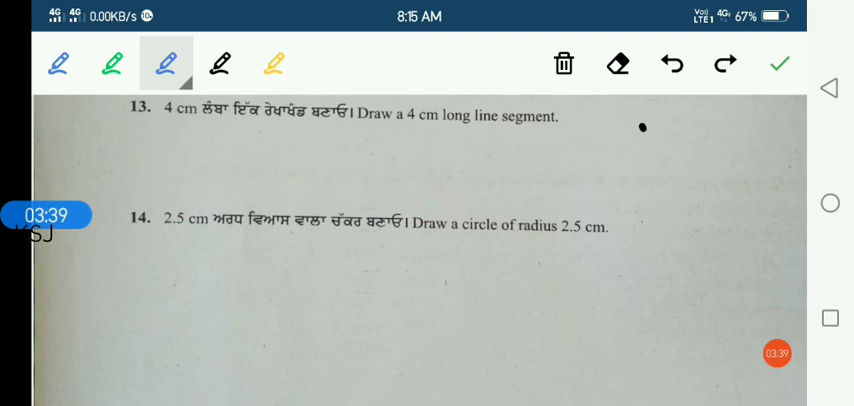 4G 4G 0.00KB/s 8:15 AM VoD LTE1 4G 67%
13. 4 cm ਲੰਬਾ ਇੱਕ ਰੇਖਾਖੰਡ ਬਣਾਓ। Draw a 4 cm long line segment.
03:39
KSJ
14. 2.5 cm ਅਰਧ ਵਿਆਸ ਵਾਲਾ ਚੱਕਰ ਬਣਾਓ। Draw a circle of radius 2.5 cm.
03:39